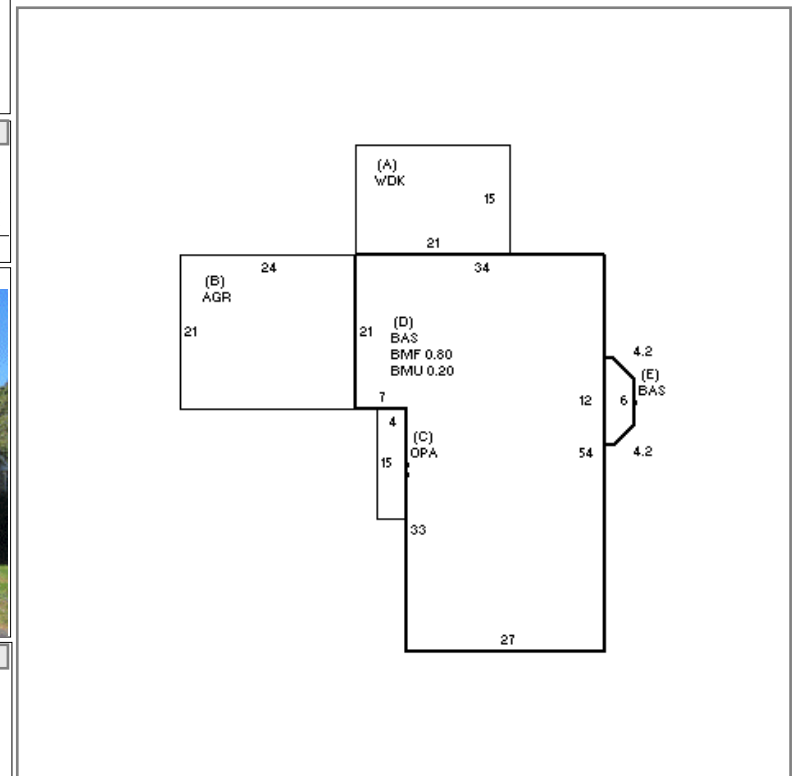 (A)
WDK
15
21
24
34
(B)
AGR
21
21
(D)
BAS
BMF 0.80
BMU 0.20
4.2
(E)
BAS
7
12
6
4
(C)
OPA
15
54
4.2
33
27